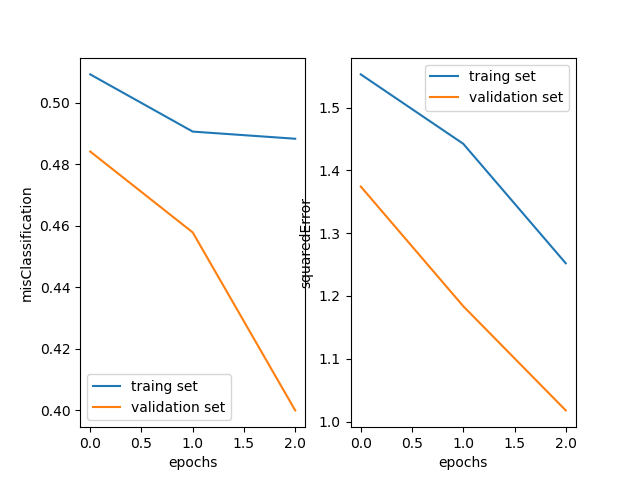 misClassification
0.50
0.48
0.46
0.44
0.42
0.40
traing set
validation set
0.0 0.5 1.0 1.5 2.0
epochs
squaredError
1.5
1.4
1.3
1.2
1.1
1.0
traing set
validation set
0.0 0.5 1.0 1.5 2.0
epochs